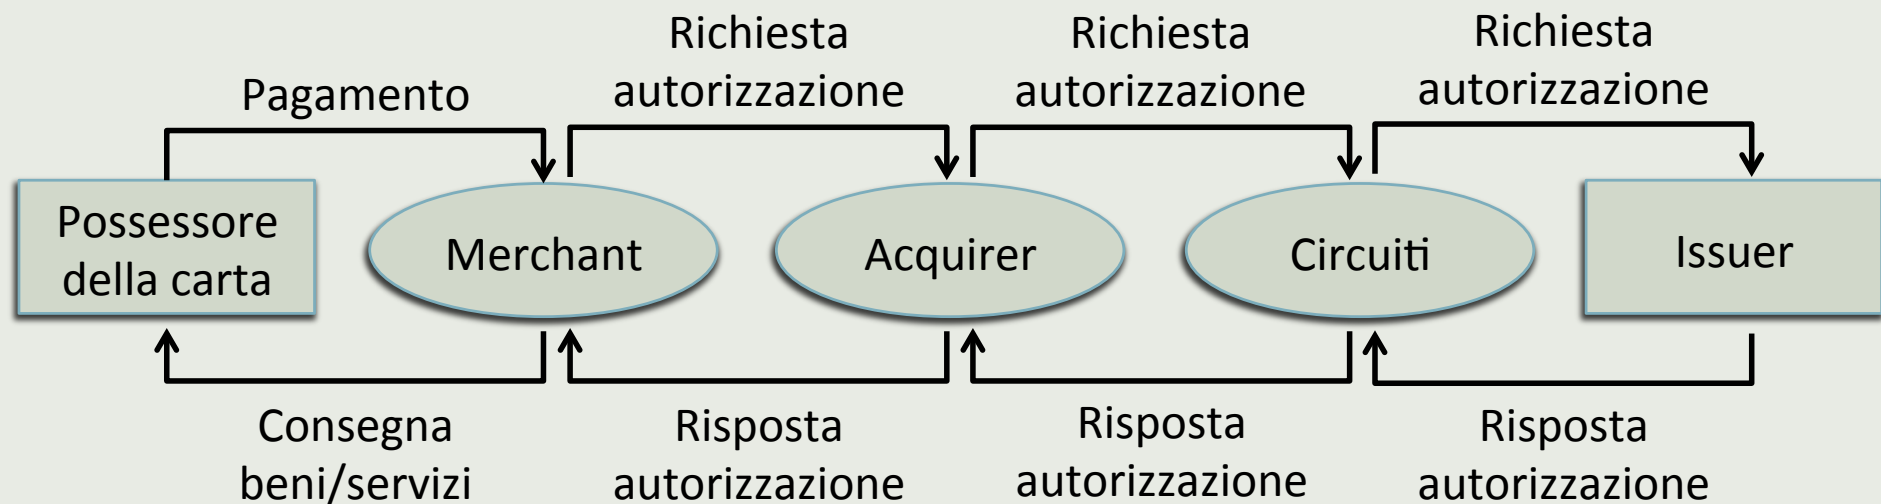 Pagamento
Richiesta
autorizzazione
Richiesta
autorizzazione
Richiesta
autorizzazione
Possessore
della carta
Merchant
Acquirer
Circuiti
Issuer
Consegna
beni/servizi
Risposta
autorizzazione
Risposta
autorizzazione
Risposta
autorizzazione